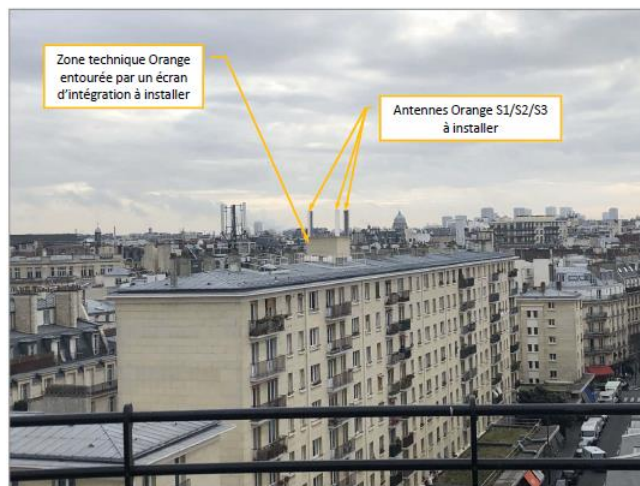 Zone technique Orange
entourée par un écran
d'intégration à installer
Antennes Orange S1/S2/S3
à installer